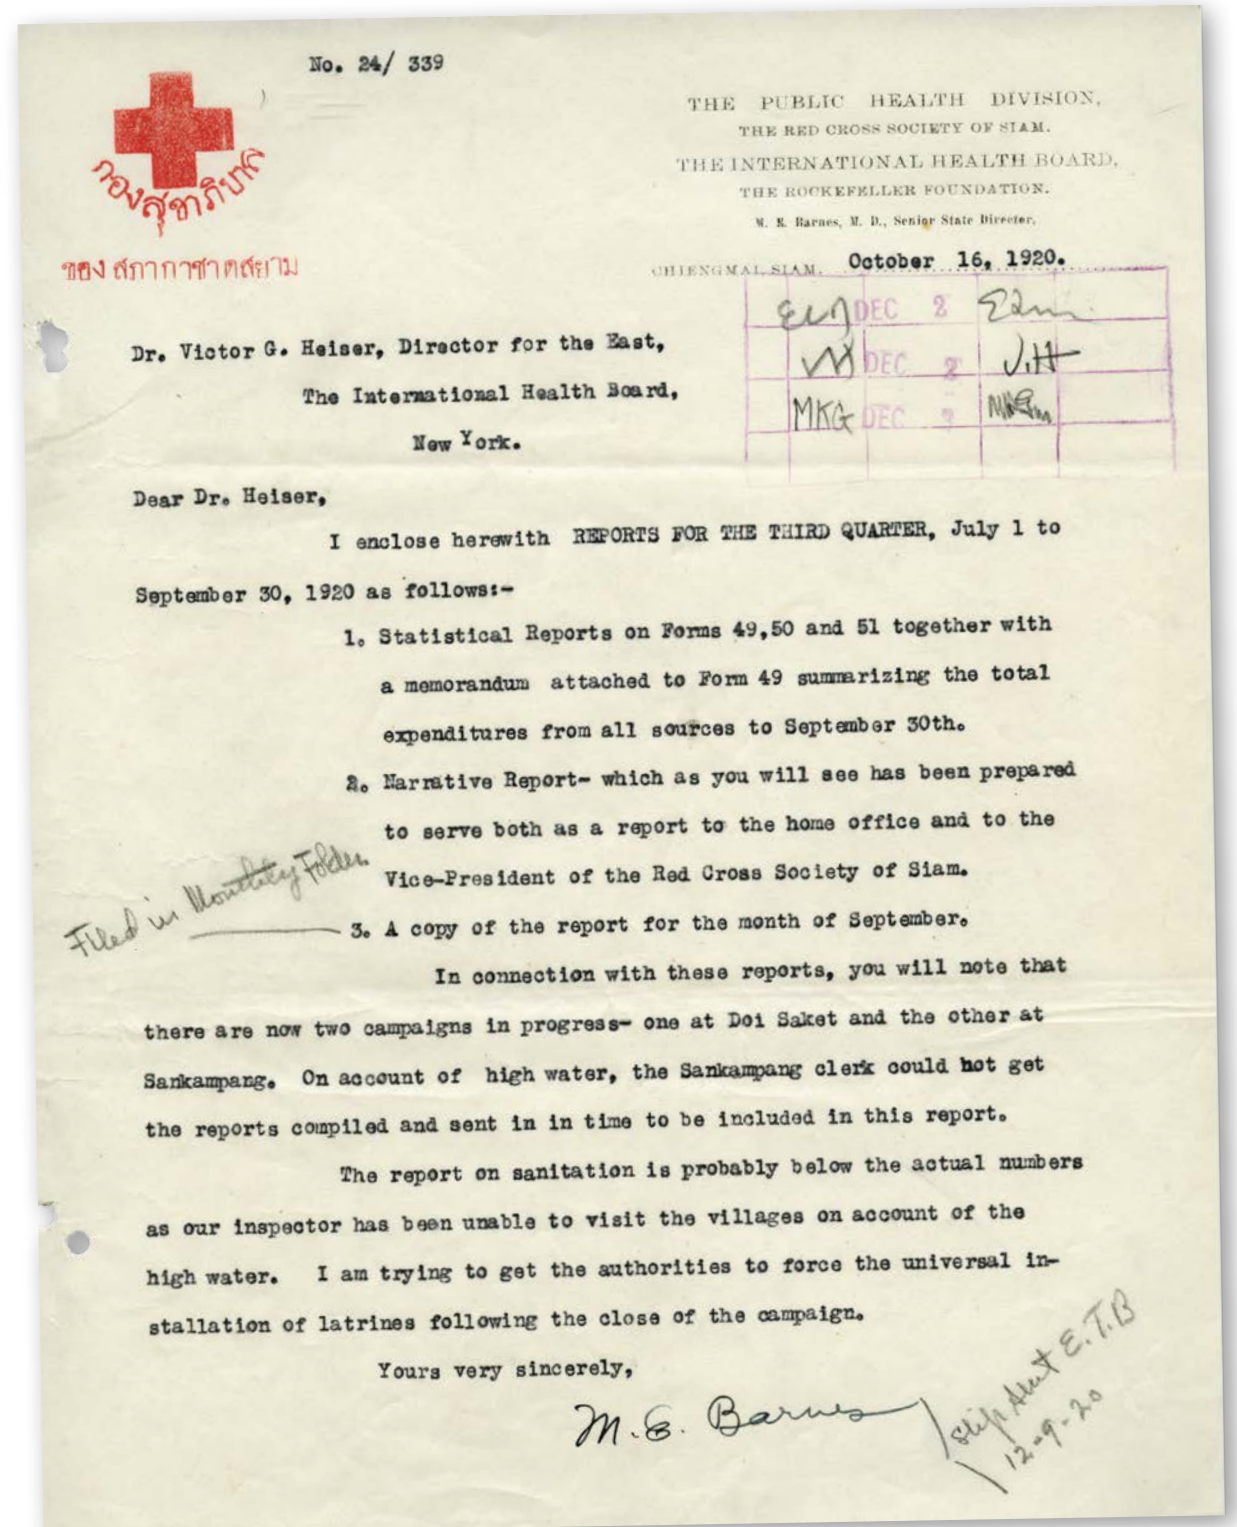 No. 24/ 339
กองสุขาภิบาล
ของ สภากาชาดสยาม
THE PUBLIC HEALTH DIVISION,
THE RED CROSS SOCIETY OF SIAM.
THE INTERNATIONAL HEALTH BOARD,
THE ROCKEFELLER FOUNDATION.
M. E. Barnes, M. D., Senior State Director.
CHIENGMAI, SIAM. October 16, 1920.
DEC 2
DEC 2 V.H
MKG DEC 2
Dr. Victor G. Heiser, Director for the East,
The International Health Board,
New York.
Dear Dr. Heiser,
I enclose herewith REPORTS FOR THE THIRD QUARTER, July 1 to
September 30, 1920 as follows:-
1. Statistical Reports on Forms 49,50 and 51 together with
a memorandum attached to Form 49 summarizing the total
expenditures from all sources to September 30th.
2. Narrative Report- which as you will see has been prepared
to serve both as a report to the home office and to the
Vice-President of the Red Cross Society of Siam.
Filed in Monthly Folder
3. A copy of the report for the month of September.
In connection with these reports, you will note that
there are now two campaigns in progress- one at Doi Saket and the other at
Sankampang. On account of high water, the Sankampang clerk could hot get
the reports compiled and sent in in time to be included in this report.
The report on sanitation is probably below the actual numbers
as our inspector has been unable to visit the villages on account of the
high water. I am trying to get the authorities to force the universal in-
stallation of latrines following the close of the campaign.
Yours very sincerely,
M. E. Barnes
Slip E.T.B
12-9-20